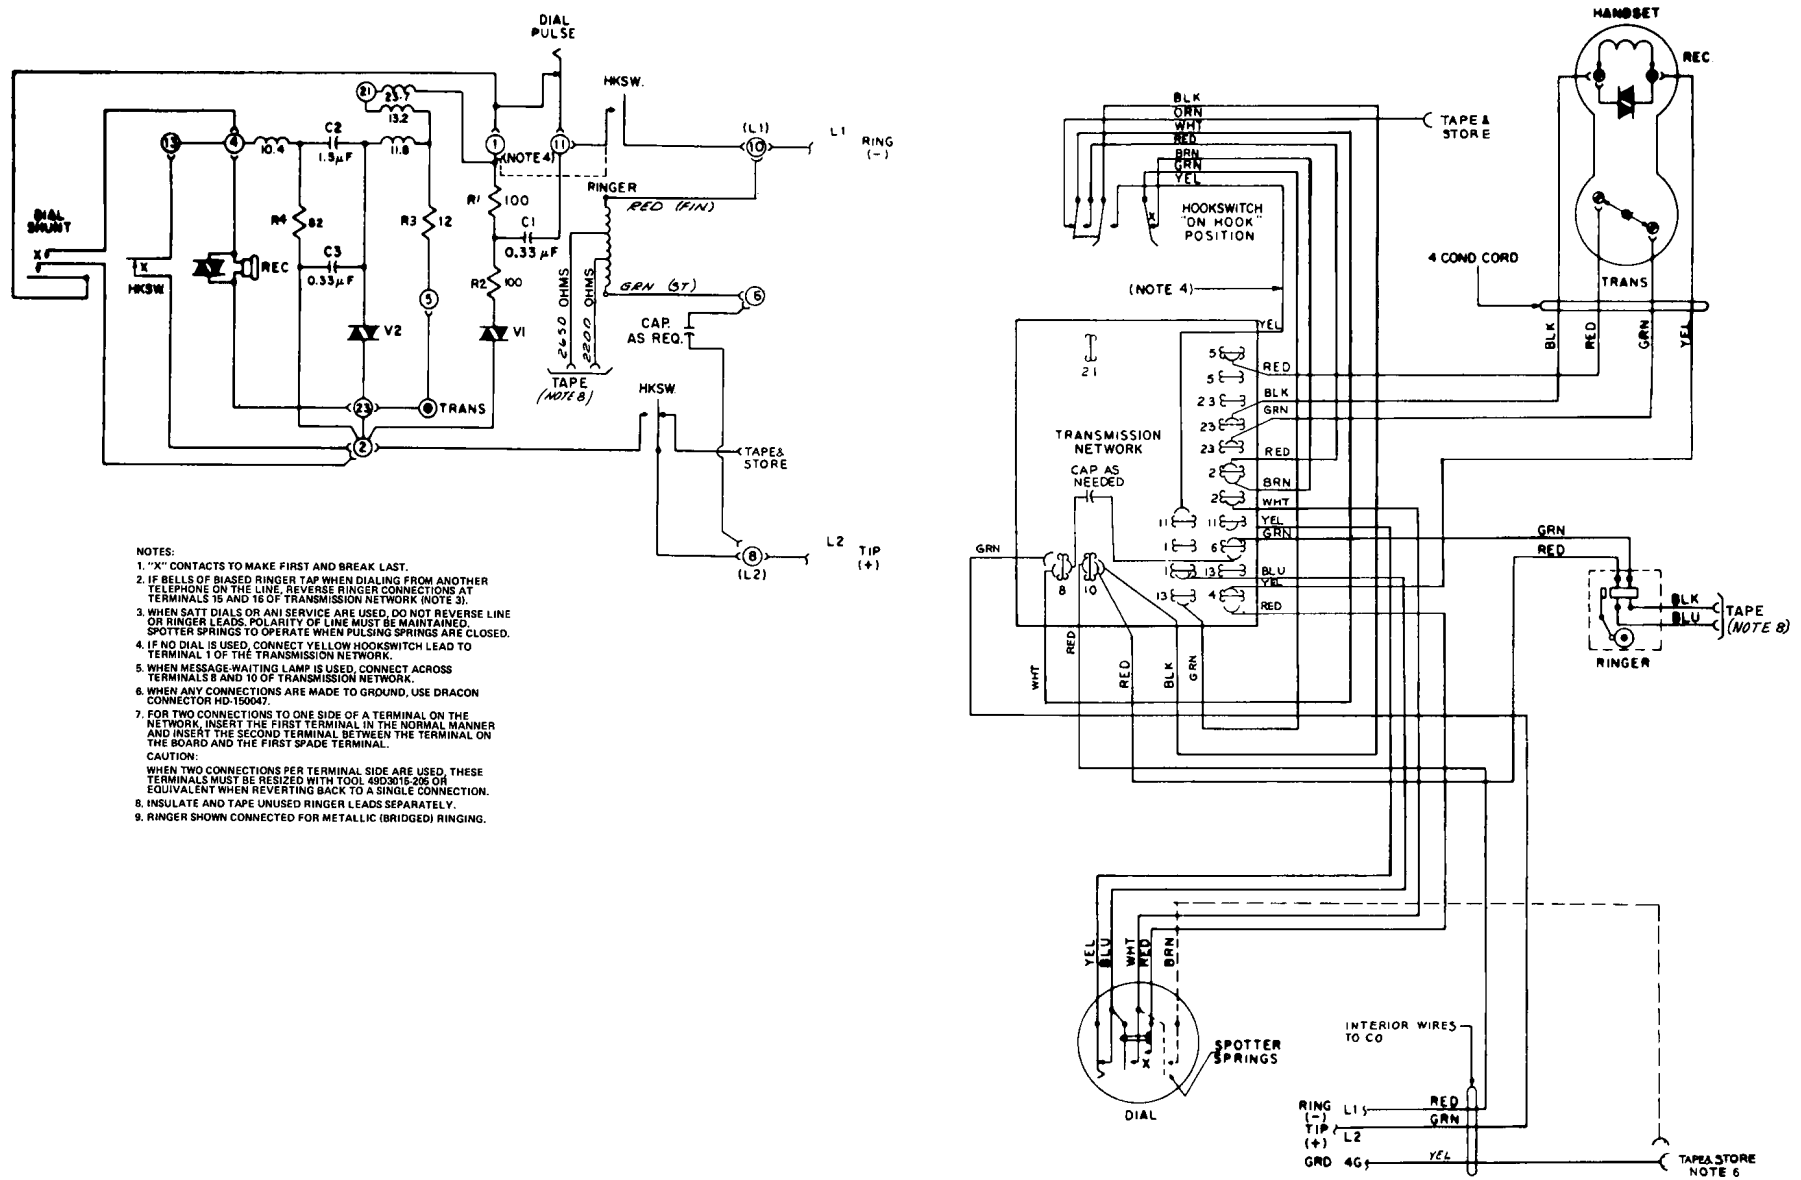 DIAL
PULSE
HKSW.
21
23.7
13.2
13
4
10.4
C2
1.5µF
11.8
1
(NOTE 4)
11
(L1)
10
L1
RING
(-)
RINGER
RED (FIN)
DIAL
SHUNT
X
X
HKSW.
R4
82
R3
12
R1
100
C1
0.33µF
REC
C3
0.33µF
R2
100
5
V2
V1
2650 OHMS
2200 OHMS
GRN (ST)
6
CAP.
AS REQ.
TAPE
(NOTE 8)
23
TRANS
2
HKSW.
TAPE&
STORE
8
(L2)
L2
TIP
(+)
NOTES:
1. "X" CONTACTS TO MAKE FIRST AND BREAK LAST.
2. IF BELLS OF BIASED RINGER TAP WHEN DIALING FROM ANOTHER
TELEPHONE ON THE LINE, REVERSE RINGER CONNECTIONS AT
TERMINALS 15 AND 16 OF TRANSMISSION NETWORK (NOTE 3).
3. WHEN SATT DIALS OR ANI SERVICE ARE USED, DO NOT REVERSE LINE
OR RINGER LEADS. POLARITY OF LINE MUST BE MAINTAINED.
SPOTTER SPRINGS TO OPERATE WHEN PULSING SPRINGS ARE CLOSED.
4. IF NO DIAL IS USED, CONNECT YELLOW HOOKSWITCH LEAD TO
TERMINAL 1 OF THE TRANSMISSION NETWORK.
5. WHEN MESSAGE-WAITING LAMP IS USED, CONNECT ACROSS
TERMINALS 8 AND 10 OF TRANSMISSION NETWORK.
6. WHEN ANY CONNECTIONS ARE MADE TO GROUND, USE DRACON
CONNECTOR HD-150047.
7. FOR TWO CONNECTIONS TO ONE SIDE OF A TERMINAL ON THE
NETWORK, INSERT THE FIRST TERMINAL IN THE NORMAL MANNER
AND INSERT THE SECOND TERMINAL BETWEEN THE TERMINAL ON
THE BOARD AND THE FIRST SPADE TERMINAL.
CAUTION:
WHEN TWO CONNECTIONS PER TERMINAL SIDE ARE USED, THESE
TERMINALS MUST BE RESIZED WITH TOOL 49D3015-205 OR
EQUIVALENT WHEN REVERTING BACK TO A SINGLE CONNECTION.
8. INSULATE AND TAPE UNUSED RINGER LEADS SEPARATELY.
9. RINGER SHOWN CONNECTED FOR METALLIC (BRIDGED) RINGING.
HANDSET
REC.
BLK
ORN
WHT
RED
BRN
GRN
YEL
TAPE &
STORE
X
HOOKSWITCH
"ON HOOK"
POSITION
4 COND CORD
TRANS
(NOTE 4)
BLK
RED
GRN
YEL
YEL
21
5
RED
5
23
BLK
23
GRN
23
TRANSMISSION
NETWORK
CAP AS
NEEDED
RED
2
BRN
2
WHT
11
11
YEL
GRN
1
6
GRN
8
10
1
13
BLU
YEL
13
4
RED
RED
WHT
RED
BLK
GRN
GRN
RED
BLK
BLU
TAPE
(NOTE 8)
RINGER
YEL
BLU
WHT
RED
BRN
X
SPOTTER
SPRINGS
DIAL
INTERIOR WIRES
TO CO
RING
(-)
L1
RED
TIP
(+)
L2
GRN
GRD
4G
YEL
TAPE&STORE
NOTE 6